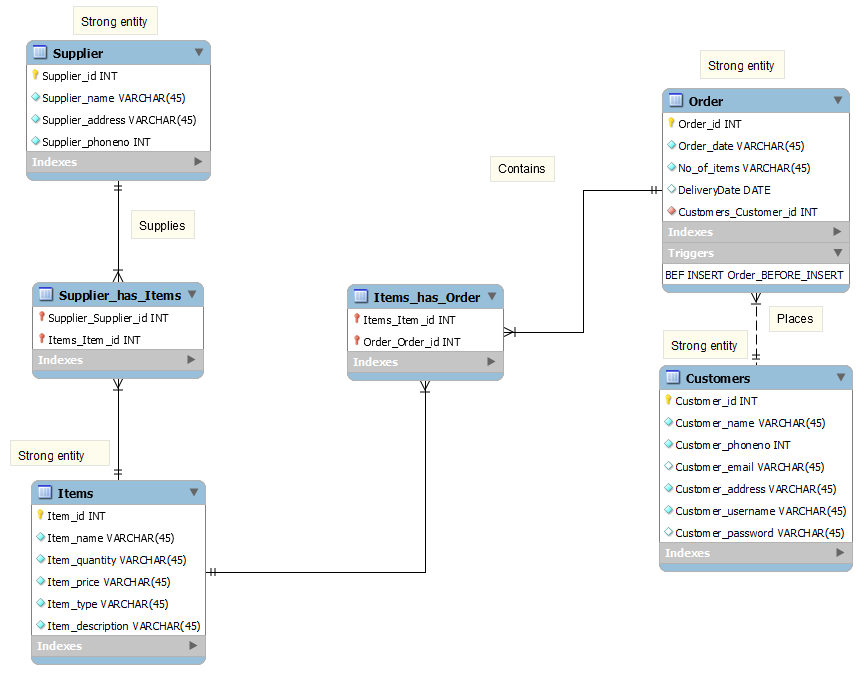 Strong entity
Supplier
Supplier_id INT
Supplier_name VARCHAR(45)
Supplier_address VARCHAR(45)
Supplier_phoneno INT
Indexes
Supplies
Supplier_has_Items
Supplier_Supplier_id INT
Items_Item_id INT
Indexes
Strong entity
Items
Item_id INT
Item_name VARCHAR(45)
Item_quantity VARCHAR(45)
Item_price VARCHAR(45)
Item_type VARCHAR(45)
Item_description VARCHAR(45)
Indexes
Contains
Items_has_Order
Items_Item_id INT
Order_Order_id INT
Indexes
Strong entity
Order
Order_id INT
Order_date VARCHAR(45)
No_of_items VARCHAR(45)
DeliveryDate DATE
Customers_Customer_id INT
Indexes
Triggers
BEF INSERT Order_BEFORE_INSERT
Places
Strong entity
Customers
Customer_id INT
Customer_name VARCHAR(45)
Customer_phoneno INT
Customer_email VARCHAR(45)
Customer_address VARCHAR(45)
Customer_username VARCHAR(45)
Customer_password VARCHAR(45)
Indexes